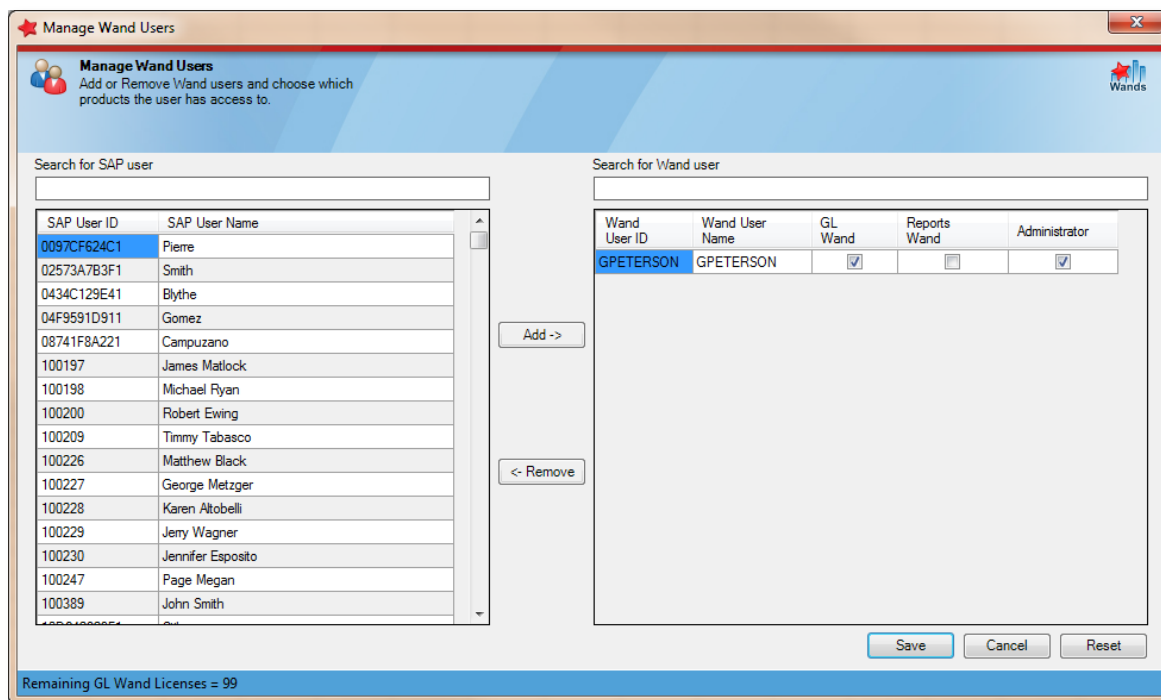 Manage Wand Users
Manage Wand Users
Add or Remove Wand users and choose which
products the user has access to.
Wands
Search for SAP user
Search for Wand user
SAP User ID SAP User Name
0097CF624C1 Pierre
02573A7B3F1 Smith
0434C129E41 Blythe
04F9591D911 Gomez
08741F8A221 Campuzano
100197 James Matlock
100198 Michael Ryan
100200 Robert Ewing
100209 Timmy Tabasco
100226 Matthew Black
100227 George Metzger
100228 Karen Altobelli
100229 Jerry Wagner
100230 Jennifer Esposito
100247 Page Megan
100389 John Smith
Add ->
<- Remove
Wand User ID Wand User Name GL Wand Reports Wand Administrator
GPETERSON GPETERSON
Save Cancel Reset
Remaining GL Wand Licenses = 99